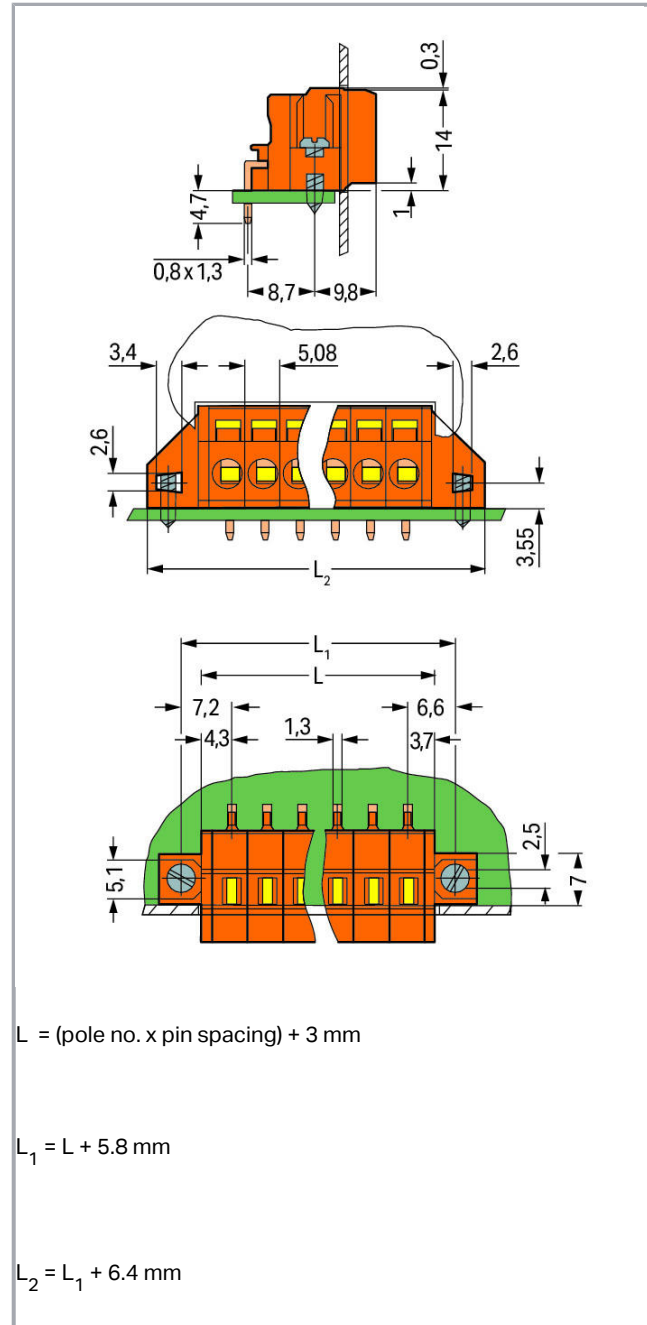 0,3
14
1
4,7
0,8 x 1,3
8,7
9,8
3,4
5,08
2,6
2,6
3,55
L2
L1
L
7,2
6,6
4,3
1,3
3,7
5,1
2,5
7
L = (pole no. x pin spacing) + 3 mm
L1 = L + 5.8 mm
L2 = L1 + 6.4 mm